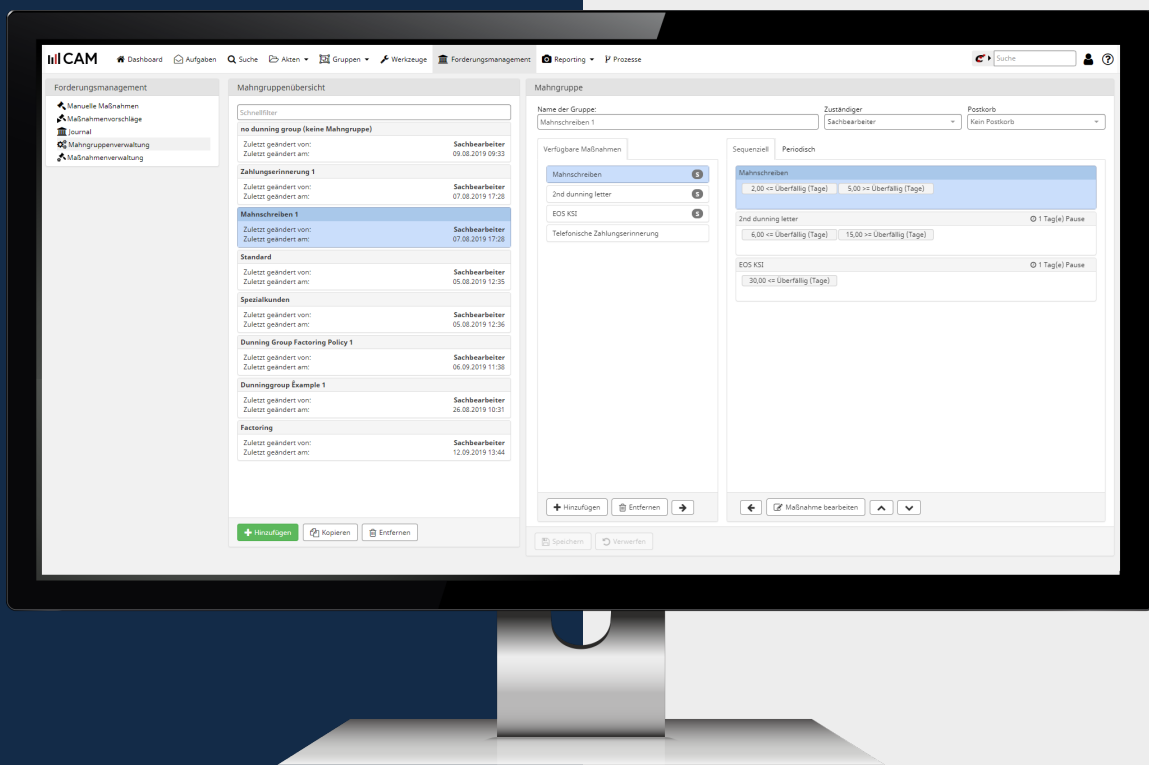 CAM
Dashboard
Aufgaben
Suche
Akten
Gruppen
Werkzeuge
Forderungsmanagement
Reporting
Prozesse
Suche
Forderungsmanagement
Manuelle Maßnahmen
Maßnahmenvorschläge
Journal
Mahngruppenverwaltung
Maßnahmenverwaltung
Mahngruppenübersicht
Schnellfilter
no dunning group (keine Mahngruppe)
Zuletzt geändert von: Sachbearbeiter
Zuletzt geändert am: 09.08.2019 09:33
Zahlungserinnerung 1
Zuletzt geändert von: Sachbearbeiter
Zuletzt geändert am: 07.08.2019 17:28
Mahnschreiben 1
Zuletzt geändert von: Sachbearbeiter
Zuletzt geändert am: 07.08.2019 17:28
Standard
Zuletzt geändert von: Sachbearbeiter
Zuletzt geändert am: 05.08.2019 12:35
Spezialkunden
Zuletzt geändert von: Sachbearbeiter
Zuletzt geändert am: 05.08.2019 12:36
Dunning Group Factoring Policy 1
Zuletzt geändert von: Sachbearbeiter
Zuletzt geändert am: 06.09.2019 11:38
Dunninggroup Éxample 1
Zuletzt geändert von: Sachbearbeiter
Zuletzt geändert am: 26.08.2019 10:31
Factoring
Zuletzt geändert von: Sachbearbeiter
Zuletzt geändert am: 12.09.2019 13:44
Hinzufügen
Kopieren
Entfernen
Mahngruppe
Name der Gruppe:
Mahnschreiben 1
Zuständiger
Sachbearbeiter
Postkorb
Kein Postkorb
Verfügbare Maßnahmen
Mahnschreiben S
2nd dunning letter S
EOS KSI S
Telefonische Zahlungserinnerung
Hinzufügen
Entfernen
Sequenziell
Periodisch
Mahnschreiben
2,00 <= Überfällig (Tage)
5,00 >= Überfällig (Tage)
2nd dunning letter
1 Tag(e) Pause
6,00 <= Überfällig (Tage)
15,00 >= Überfällig (Tage)
EOS KSI
1 Tag(e) Pause
30,00 <= Überfällig (Tage)
Maßnahme bearbeiten
Speichern
Verwerfen